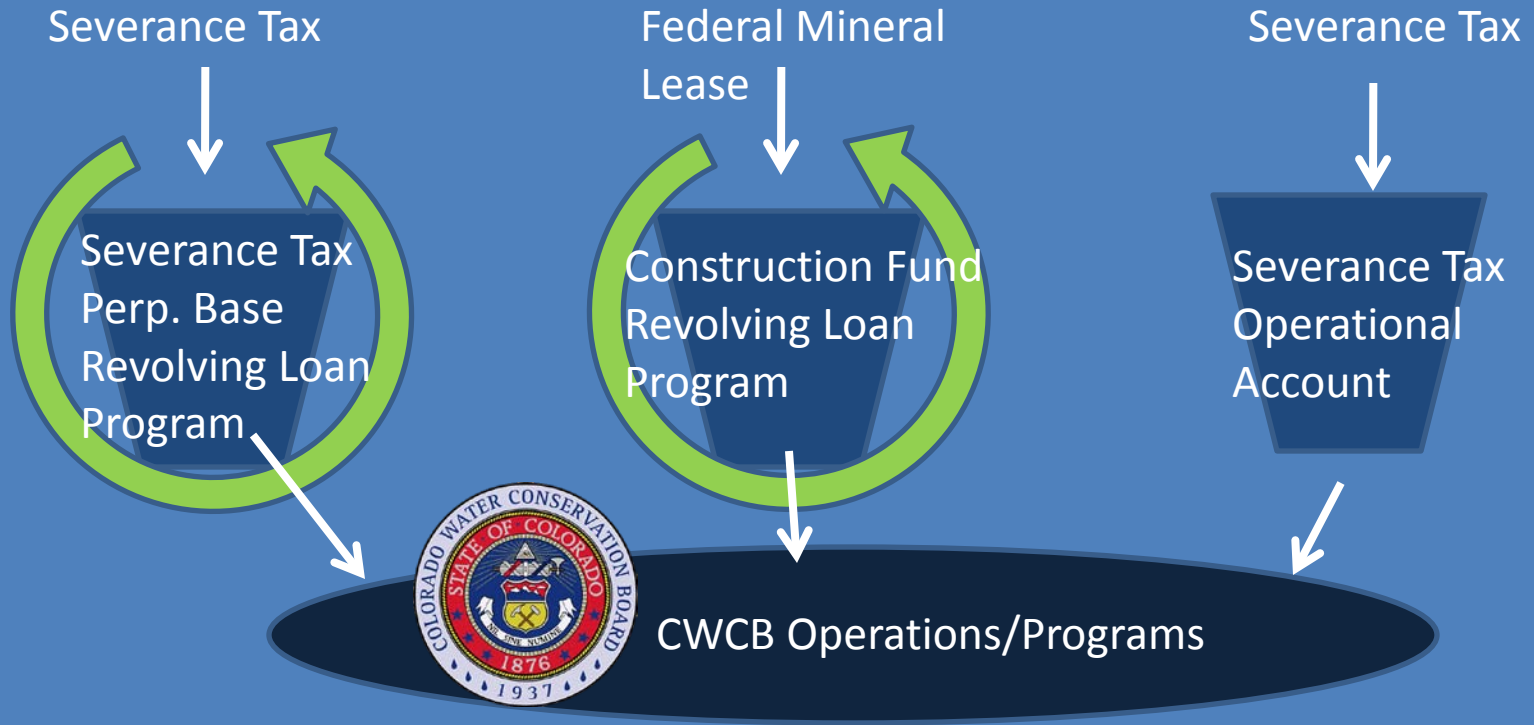 Severance Tax
Federal Mineral
Lease
Severance Tax
Severance Tax
Perp. Base
Revolving Loan
Program
Construction Fund
Revolving Loan
Program
Severance Tax
Operational
Account
COLORADO WATER CONSERVATION BOARD
STATE OF COLORADO
NIL SINE NUMINE
1876
1937
CWCB Operations/Programs